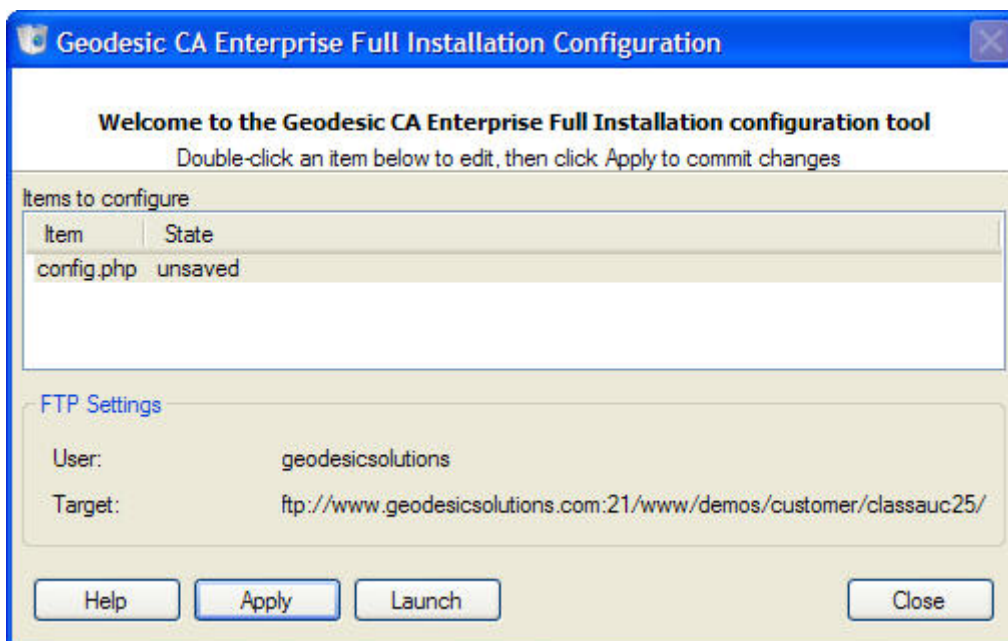 Geodesic CA Enterprise Full Installation Configuration
Welcome to the Geodesic CA Enterprise Full Installation configuration tool
Double-click an item below to edit, then click Apply to commit changes
Items to configure
Item State
config.php unsaved
FTP Settings
User: geodesicsolutions
Target: ftp://www.geodesicsolutions.com:21/www/demos/customer/classauc25/
Help Apply Launch Close